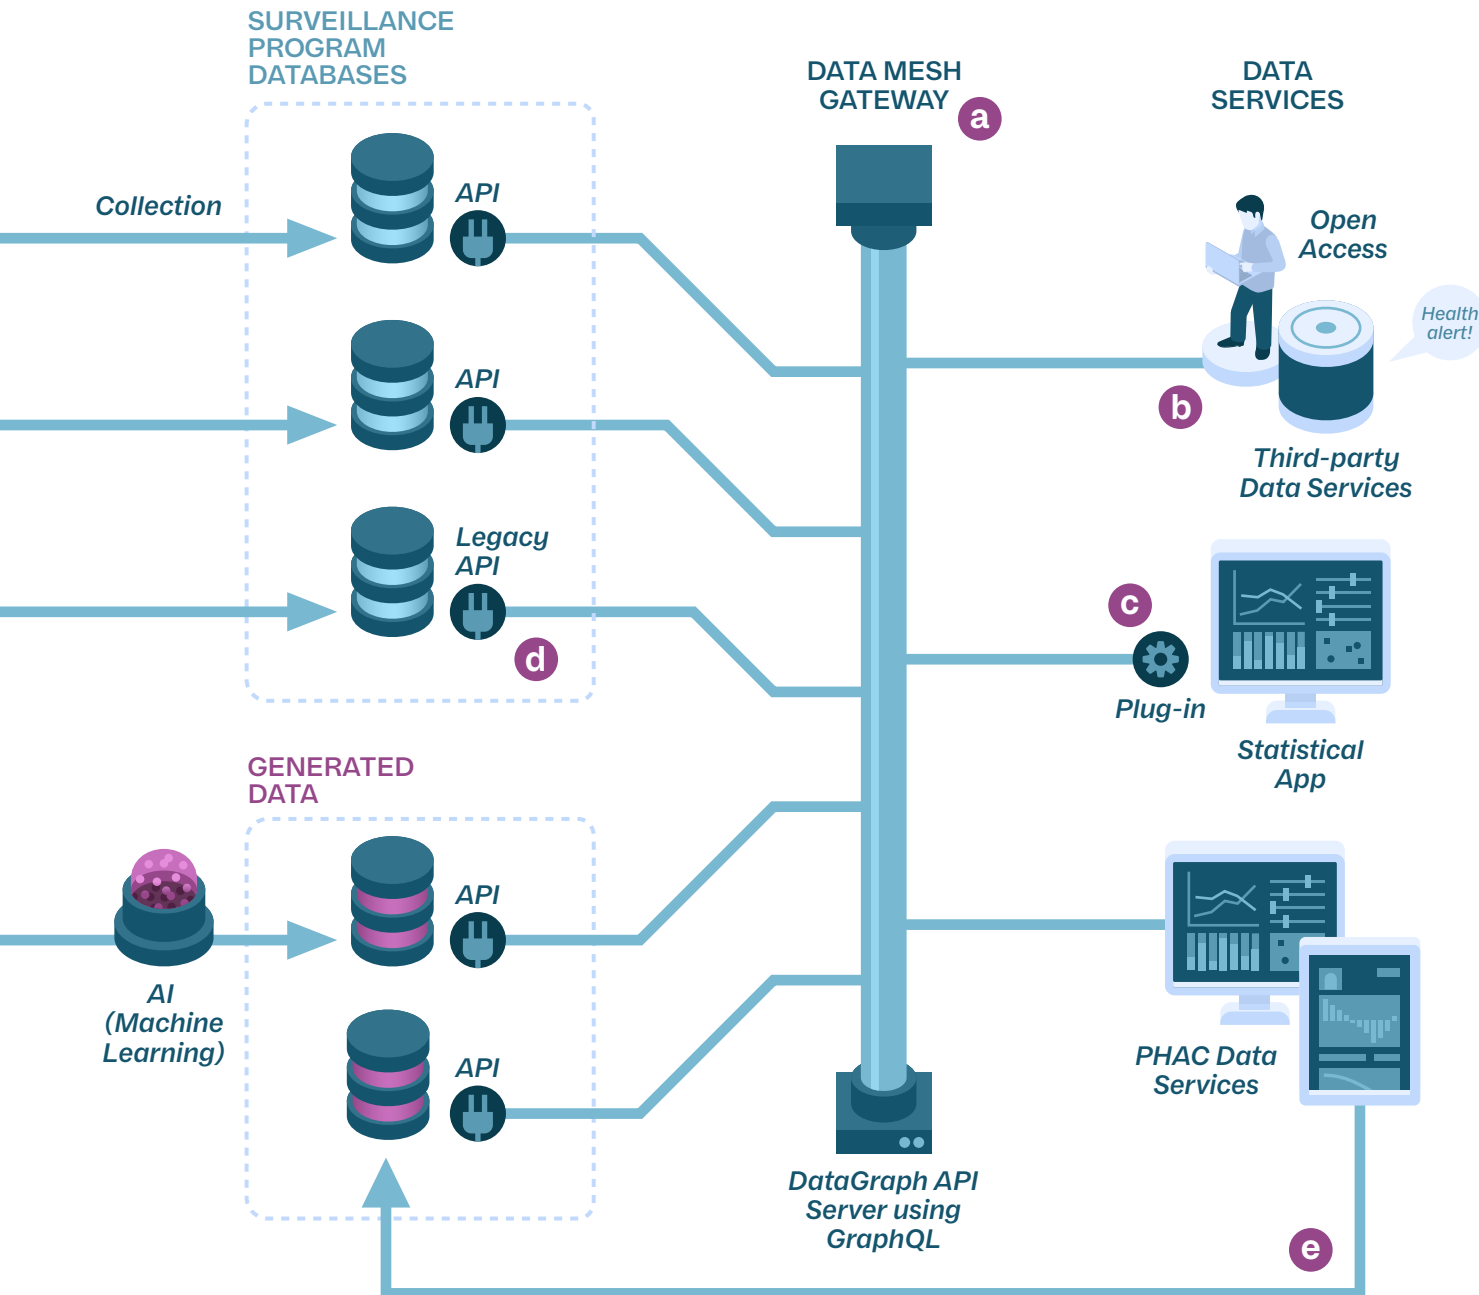 SURVEILLANCE
PROGRAM
DATABASES
DATA MESH
GATEWAY
a
DATA
SERVICES
Collection
API
Open
Access
Health
alert!
API
b
Third-party
Data Services
Legacy
API
d
c
Plug-in
Statistical
App
GENERATED
DATA
API
AI
(Machine
Learning)
API
PHAC Data
Services
DataGraph API
Server using
GraphQL
e